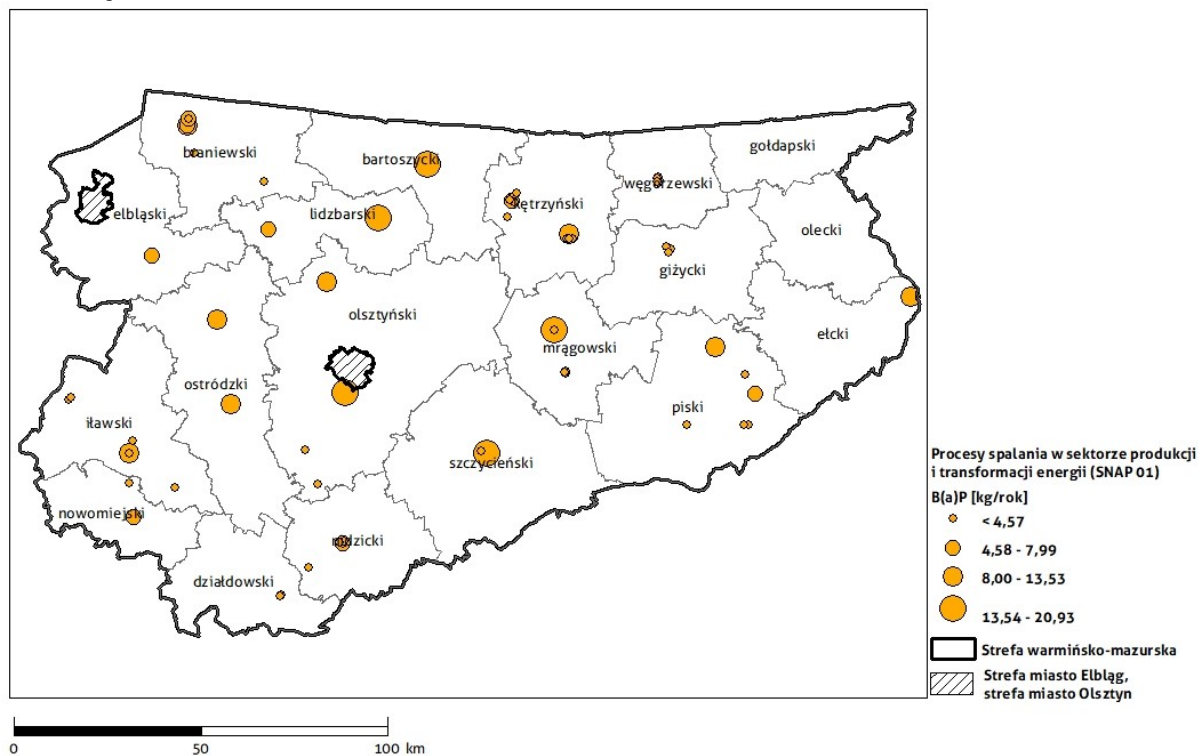 gołdapski
braniewski
bartoszycki
węgorzewski
kętrzyński
elbląski
lidzbarski
olecki
giżycki
olsztyński
ełcki
mrągowski
ostródzki
piski
iławski
szczycieński
nowomiejski
nidzicki
działdowski
Procesy spalania w sektorze produkcji
i transformacji energii (SNAP 01)
B(a)P [kg/rok]
< 4,57
4,58 - 7,99
8,00 - 13,53
13,54 - 20,93
Strefa warmińsko-mazurska
Strefa miasto Elbląg,
strefa miasto Olsztyn
0 50 100 km